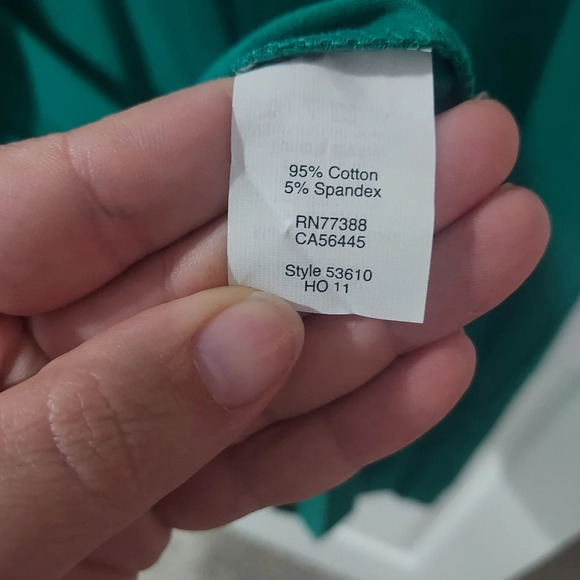 95% Cotton
5% Spandex
RN77388
CA56445
Style 53610
HO 11